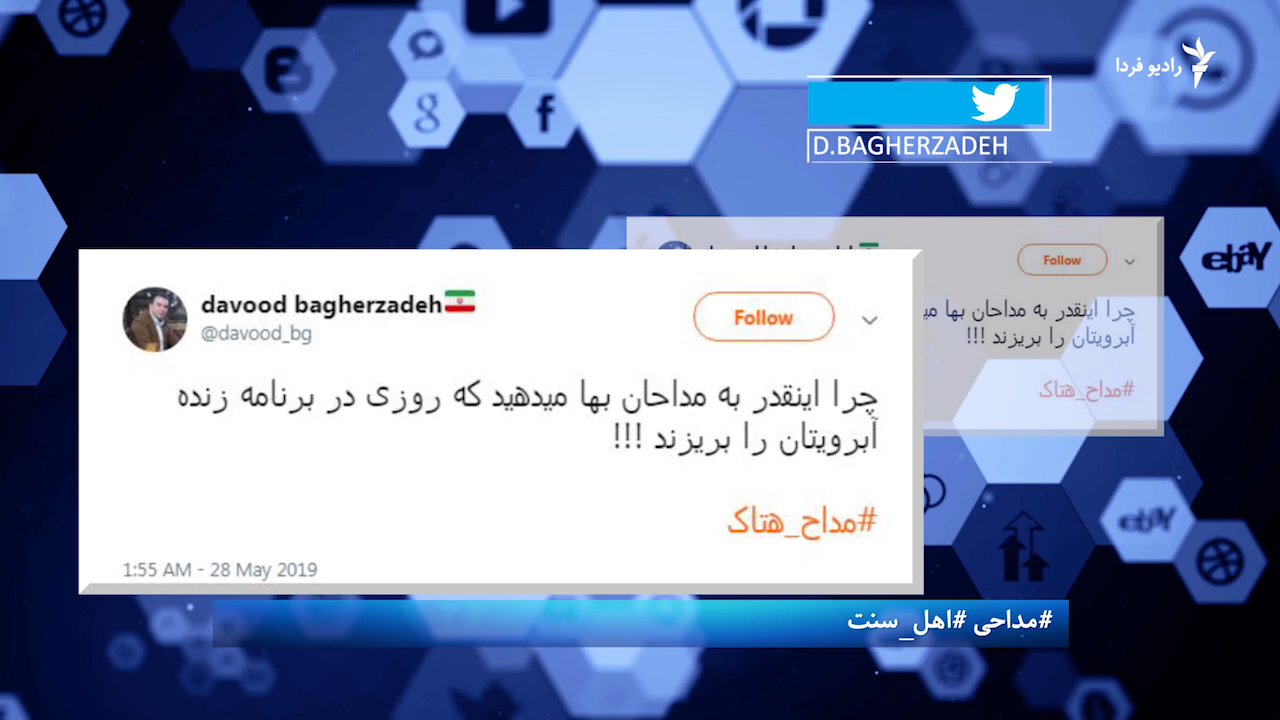 رادیو فردا
D.BAGHERZADEH
davood bagherzadeh
@davood_bg
Follow
چرا اینقدر به مداحان بها میدهید که روزی در برنامه زنده
آبرویتان را بریزند !!!
#مداح_هتاک
1:55 AM - 28 May 2019
Follow
چرا اینقدر به مداحان بها
آبرویتان را بریزند !!!
#مداح_هتاک
#مداحی #اهل_سنت
ebay
ebay